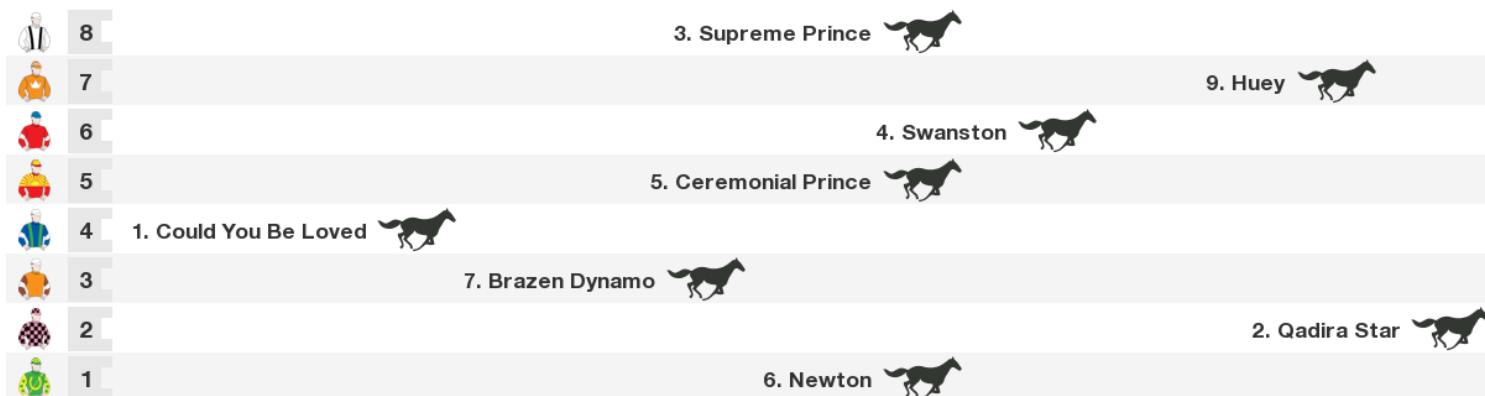 8 3. Supreme Prince
7 9. Huey
6 4. Swanston
5 5. Ceremonial Prince
4 1. Could You Be Loved
3 7. Brazen Dynamo
2 2. Qadira Star
1 6. Newton